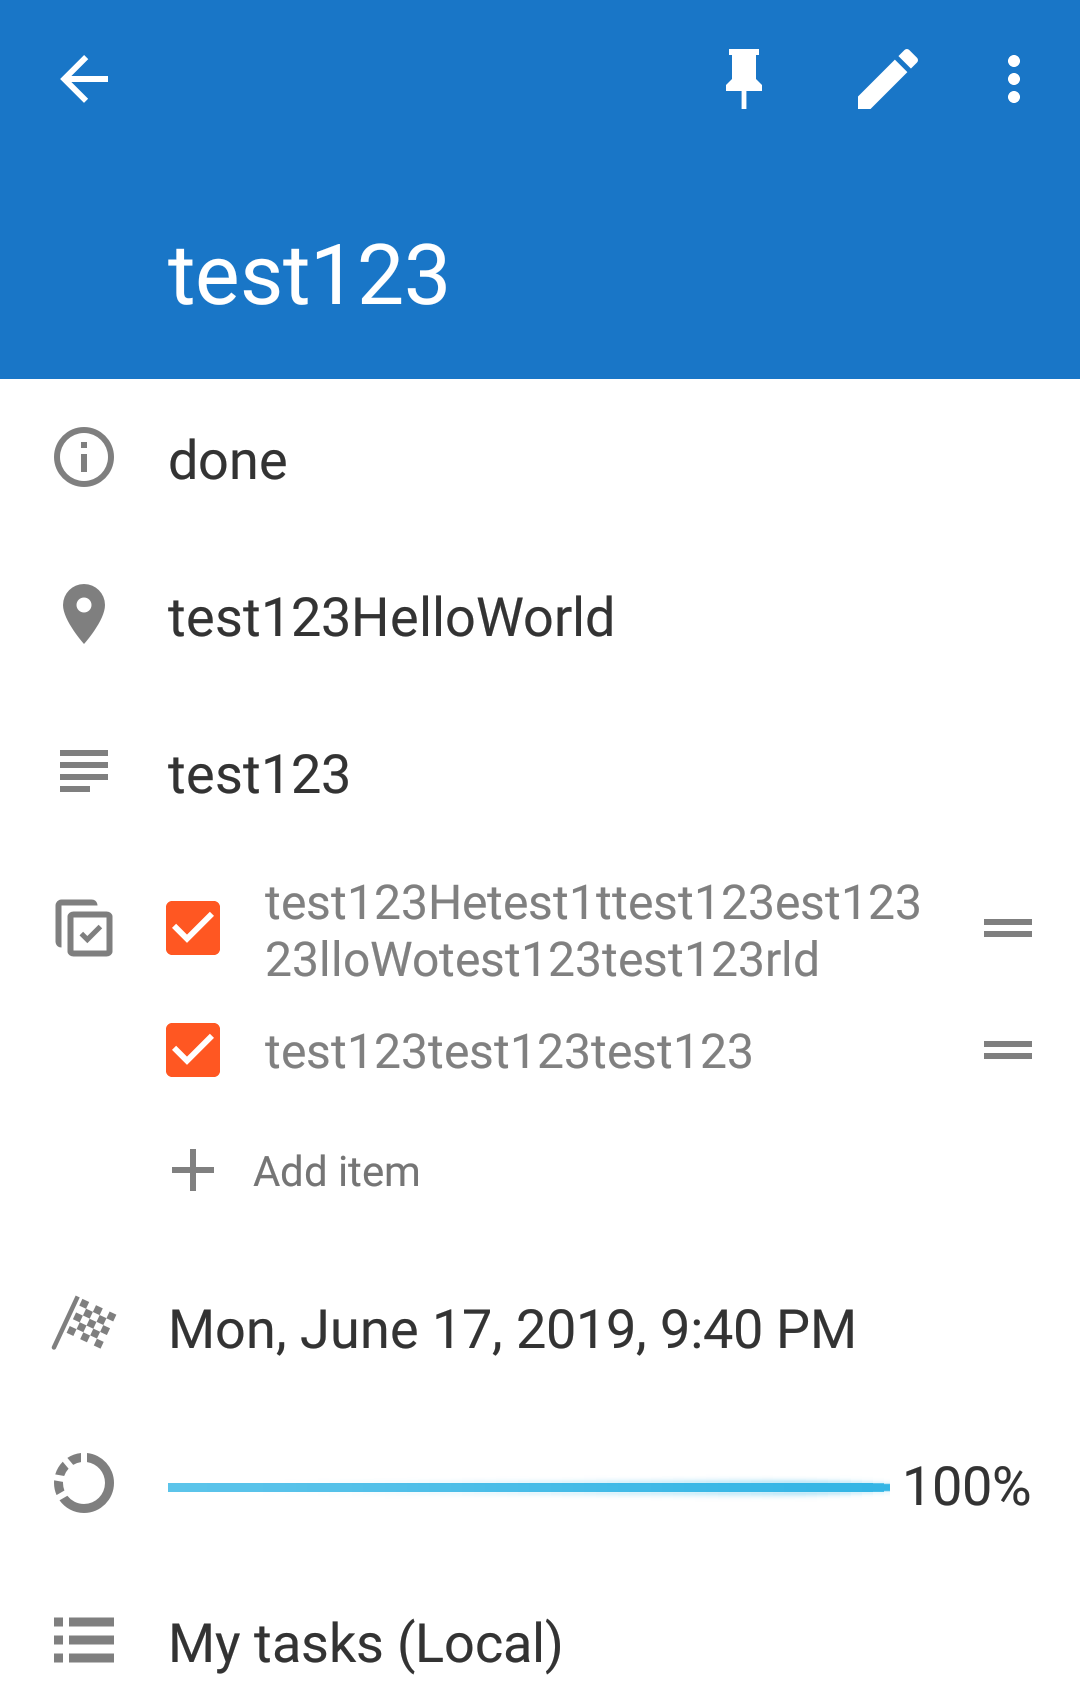 test123
done
test123HelloWorld
test123
test123Hetest1ttest123est123
23lloWotest123test123rld
test123test123test123
Add item
Mon, June 17, 2019, 9:40 PM
100%
My tasks (Local)